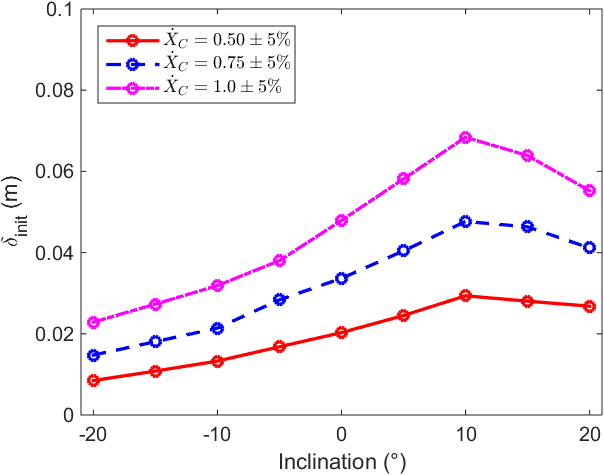 0.1
0.08
0.06
0.04
0.02
0
δ_init (m)
Ẋ_C = 0.50 ± 5%
Ẋ_C = 0.75 ± 5%
Ẋ_C = 1.0 ± 5%
-20 -10 0 10 20
Inclination (°)